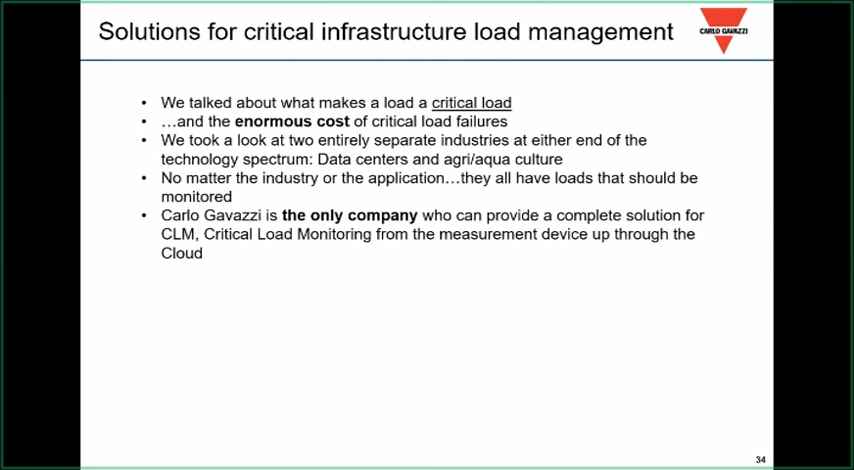 Solutions for critical infrastructure load management
CARLO GAVAZZI
• We talked about what makes a load a critical load
• …and the enormous cost of critical load failures
• We took a look at two entirely separate industries at either end of the
technology spectrum: Data centers and agri/aqua culture
• No matter the industry or the application…they all have loads that should be
monitored
• Carlo Gavazzi is the only company who can provide a complete solution for
CLM, Critical Load Monitoring from the measurement device up through the
Cloud
34